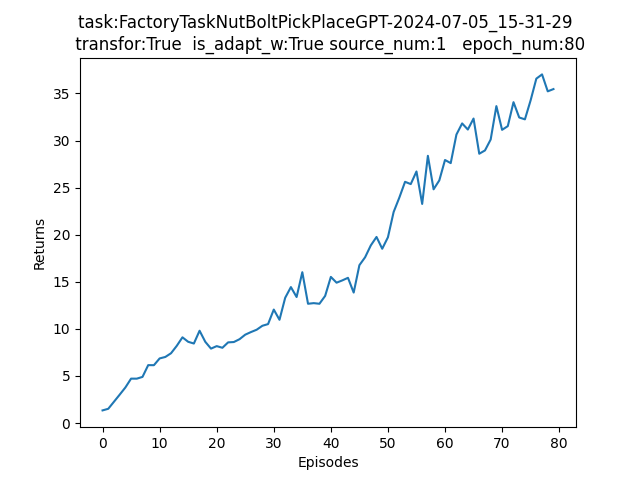 task:FactoryTaskNutBoltPickPlaceGPT-2024-07-05_15-31-29
transfor:True  is_adapt_w:True source_num:1   epoch_num:80
35
30
25
20
15
10
5
0
Returns
0 10 20 30 40 50 60 70 80
Episodes